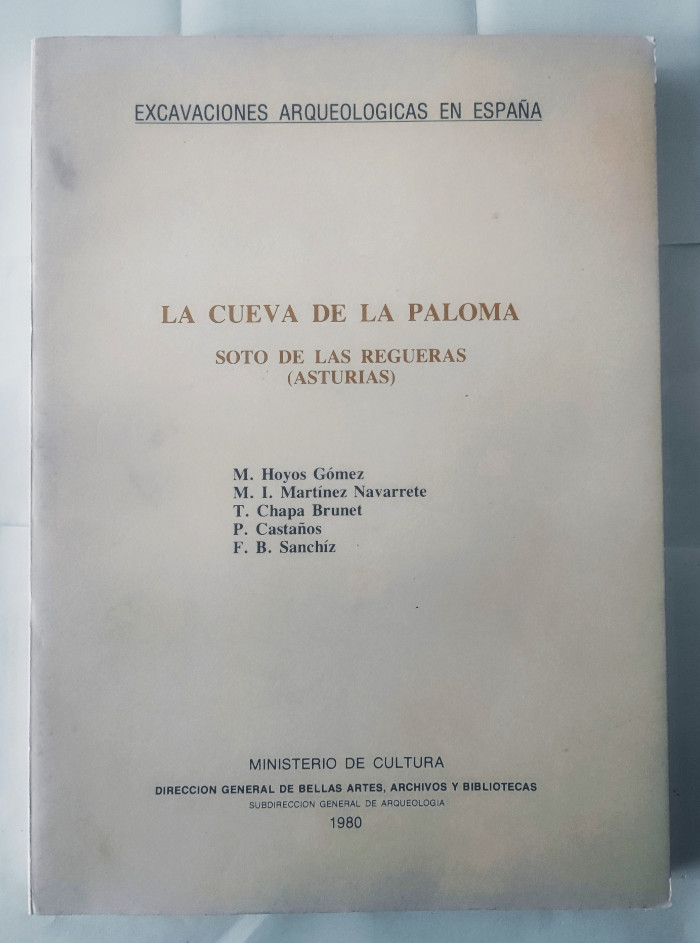 EXCAVACIONES ARQUEOLOGICAS EN ESPAÑA
LA CUEVA DE LA PALOMA
SOTO DE LAS REGUERAS
(ASTURIAS)
M. Hoyos Gómez
M. I. Martínez Navarrete
T. Chapa Brunet
P. Castaños
F. B. Sanchíz
MINISTERIO DE CULTURA
DIRECCION GENERAL DE BELLAS ARTES, ARCHIVOS Y BIBLIOTECAS
SUBDIRECCION GENERAL DE ARQUEOLOGIA
1980